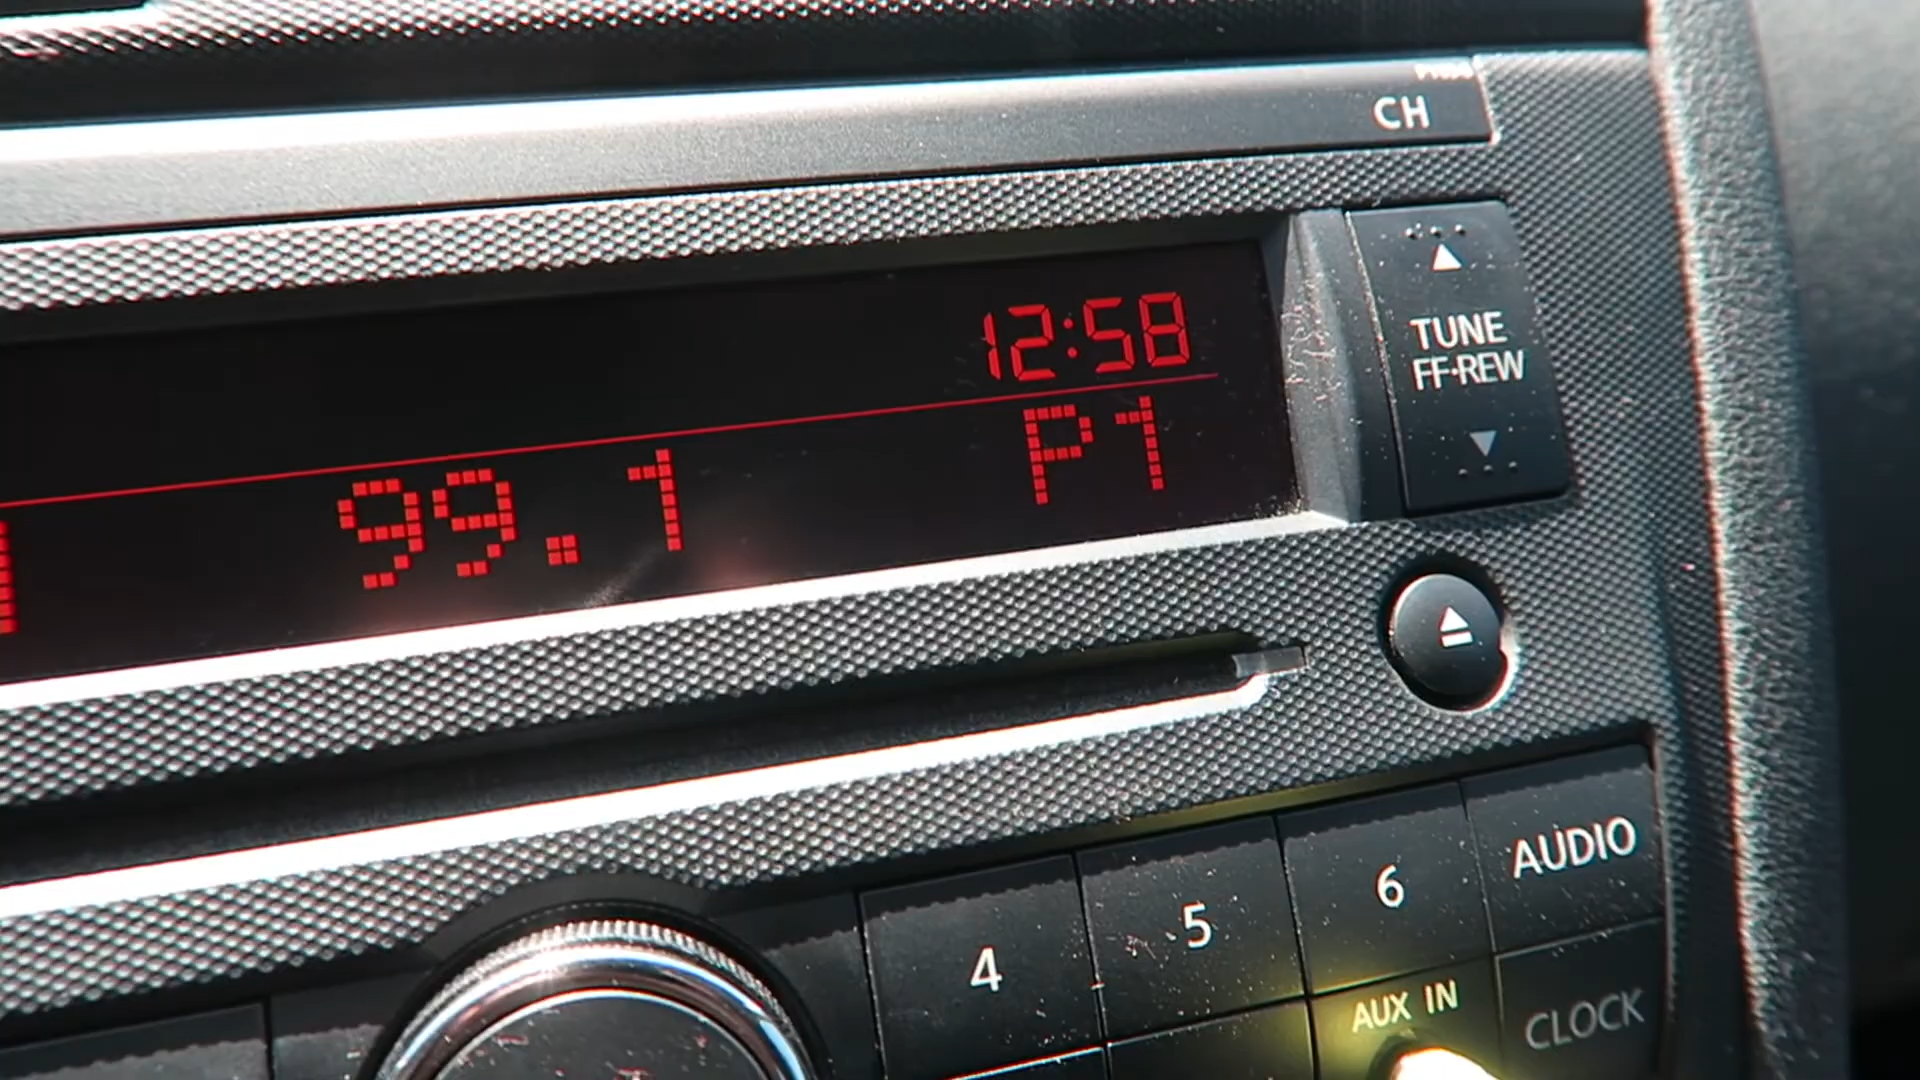 CH
12:58
99.1 P1
TUNE
FF·REW
4 5 6 AUDIO
AUX IN CLOCK